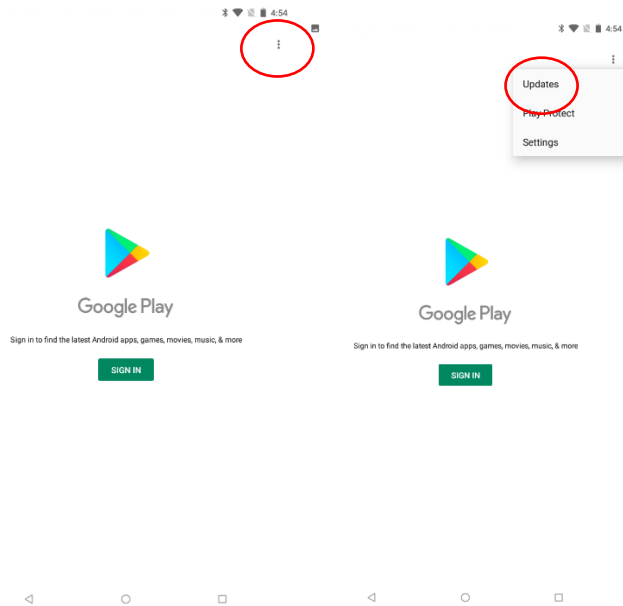 4:54
Google Play
Sign in to find the latest Android apps, games, movies, music, & more
SIGN IN
4:54
Updates
Play Protect
Settings
Google Play
Sign in to find the latest Android apps, games, movies, music, & more
SIGN IN